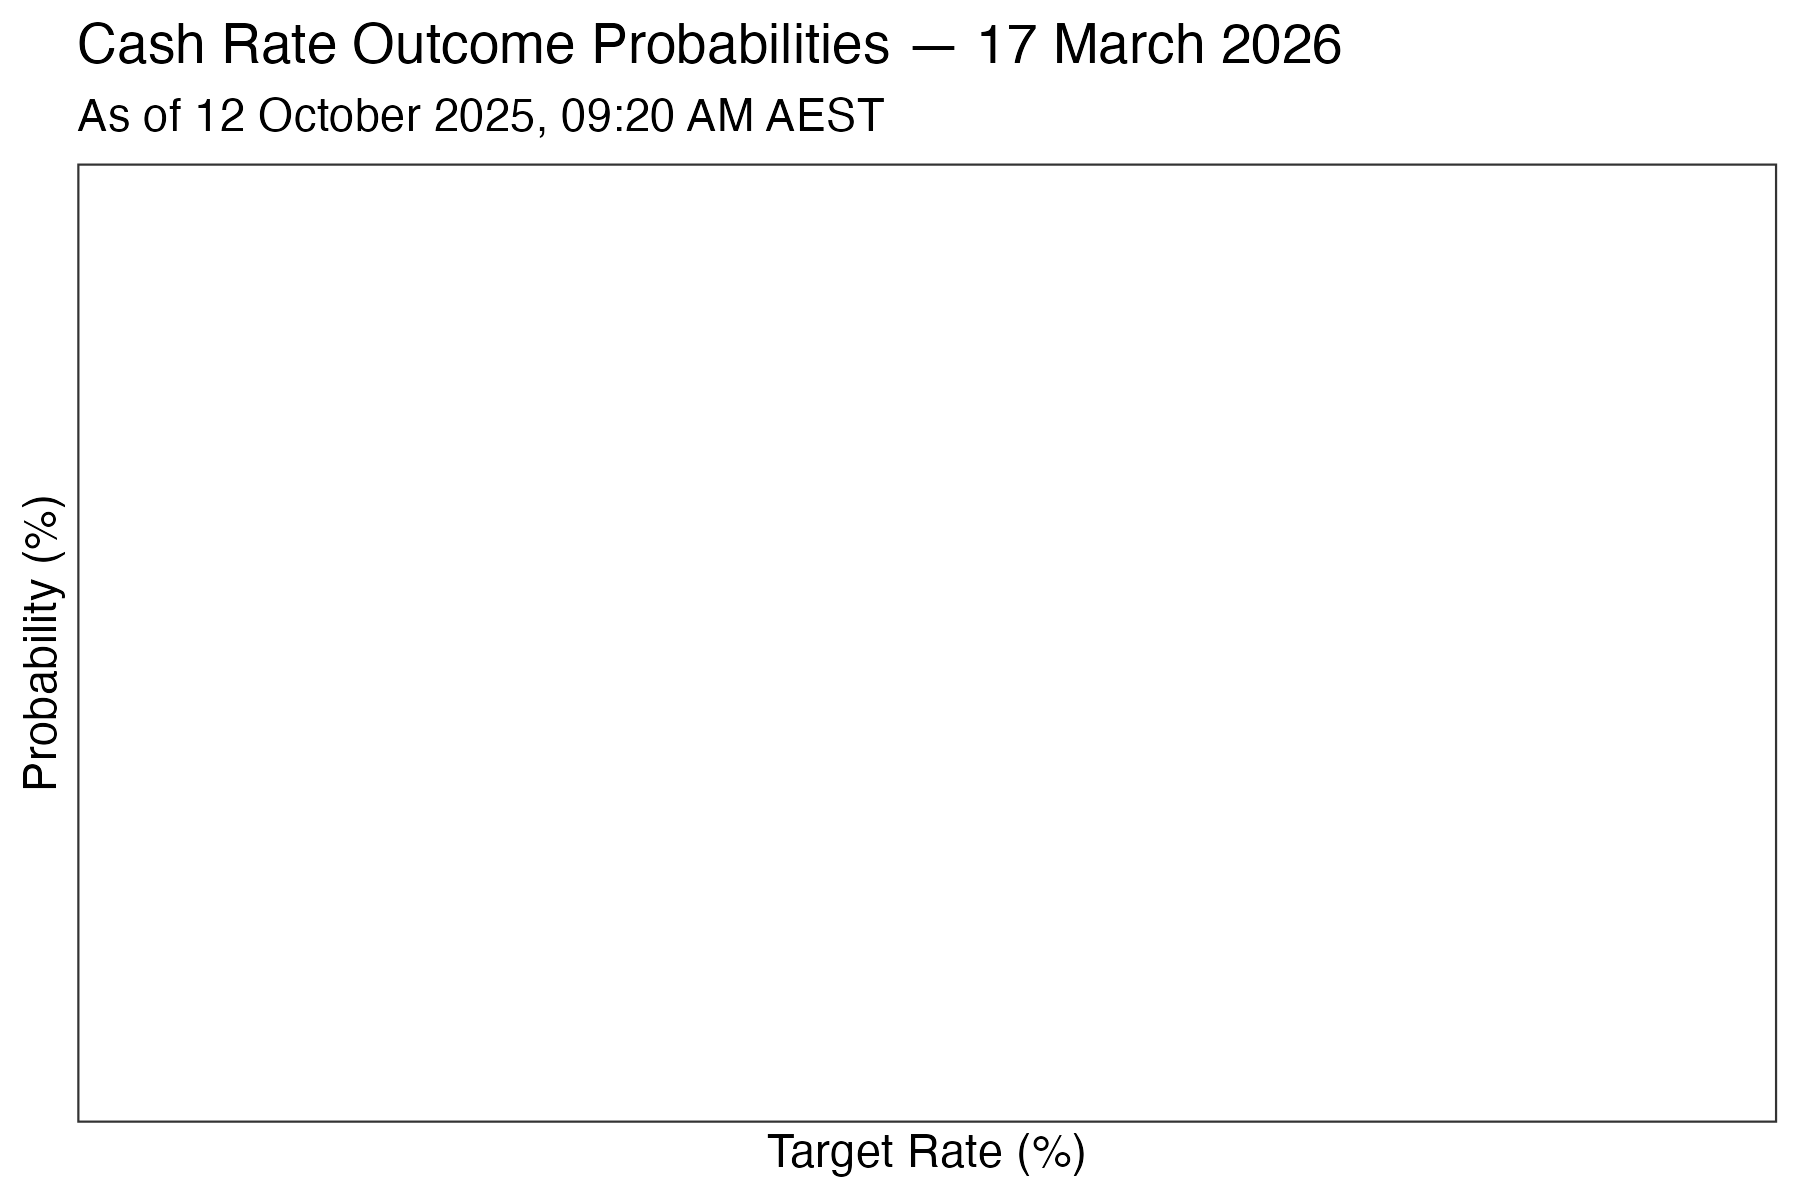 Cash Rate Outcome Probabilities — 17 March 2026
As of 12 October 2025, 09:20 AM AEST
Probability (%)
Target Rate (%)